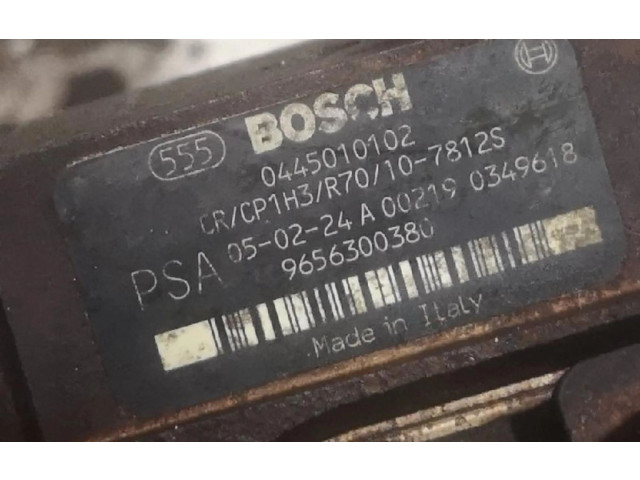 555 BOSCH
0445010102
CR/CP1H3/R70/10-7812S
PSA 05-02-24 A 00219 0349618
9656300380
Made in Italy